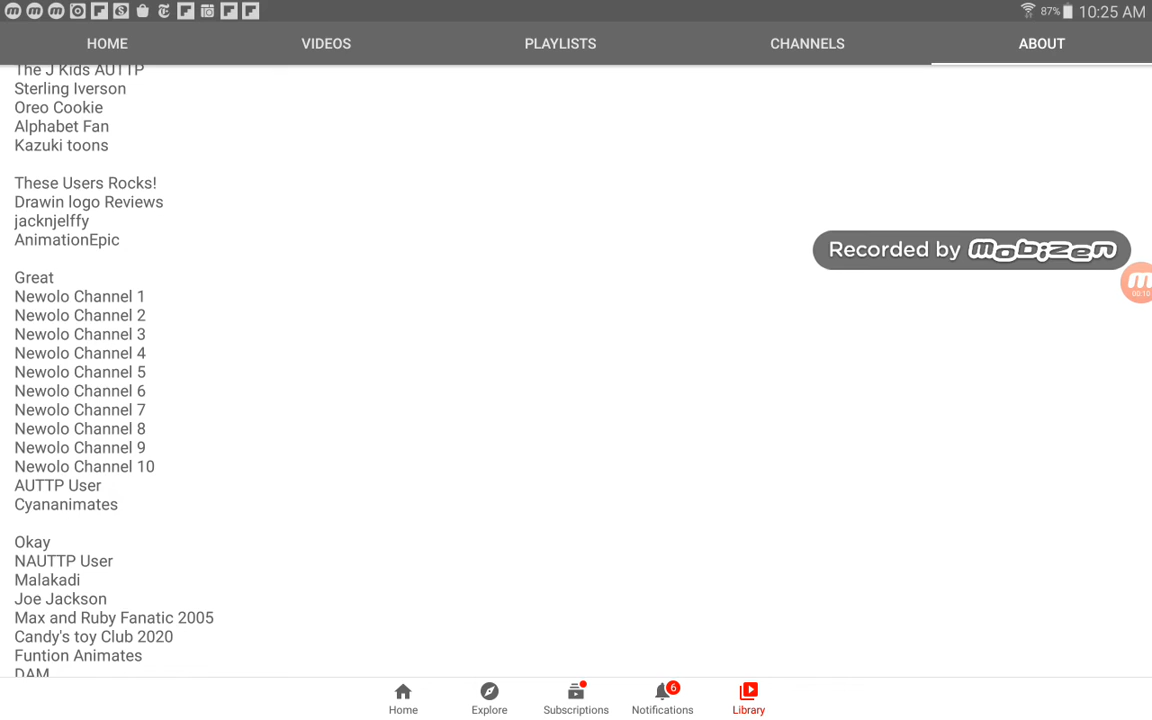 87% 10:25 AM
HOME VIDEOS PLAYLISTS CHANNELS ABOUT
The J Kids AUTTP
Sterling Iverson
Oreo Cookie
Alphabet Fan
Kazuki toons
These Users Rocks!
Drawin logo Reviews
jacknjelffy
AnimationEpic
Recorded by mobizen
00:10
Great
Newolo Channel 1
Newolo Channel 2
Newolo Channel 3
Newolo Channel 4
Newolo Channel 5
Newolo Channel 6
Newolo Channel 7
Newolo Channel 8
Newolo Channel 9
Newolo Channel 10
AUTTP User
Cyananimates
Okay
NAUTTP User
Malakadi
Joe Jackson
Max and Ruby Fanatic 2005
Candy's toy Club 2020
Funtion Animates
DAM
6
Home Explore Subscriptions Notifications Library